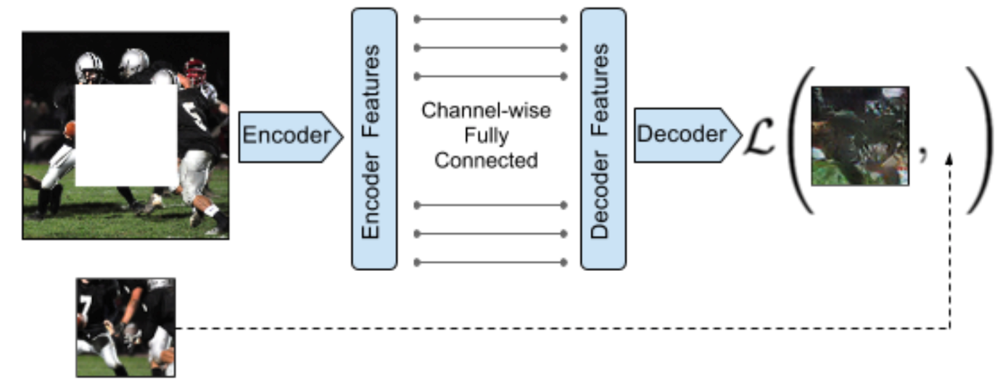 Encoder
Encoder Features
Channel-wise
Fully
Connected
Decoder Features
Decoder
ℒ ( , )
5
7